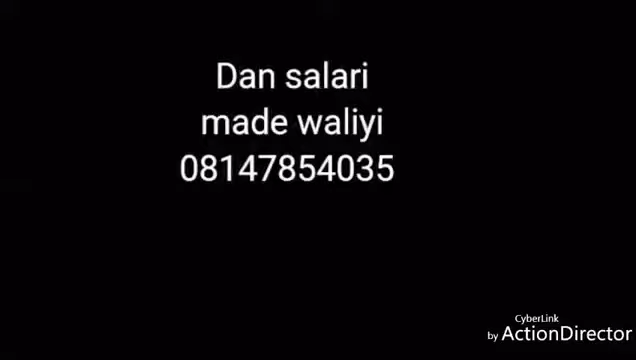 Dan salari
made waliyi
08147854035
CyberLink
by ActionDirector